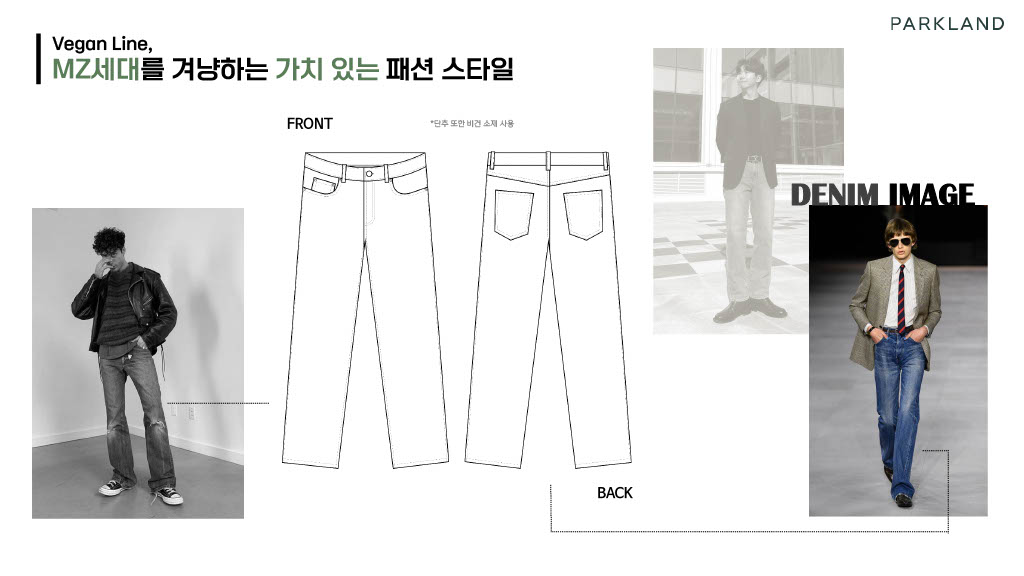 PARKLAND
Vegan Line,
MZ세대를 겨냥하는 가치 있는 패션 스타일
FRONT
*단추 또한 비건 소재 사용
DENIM IMAGE
BACK